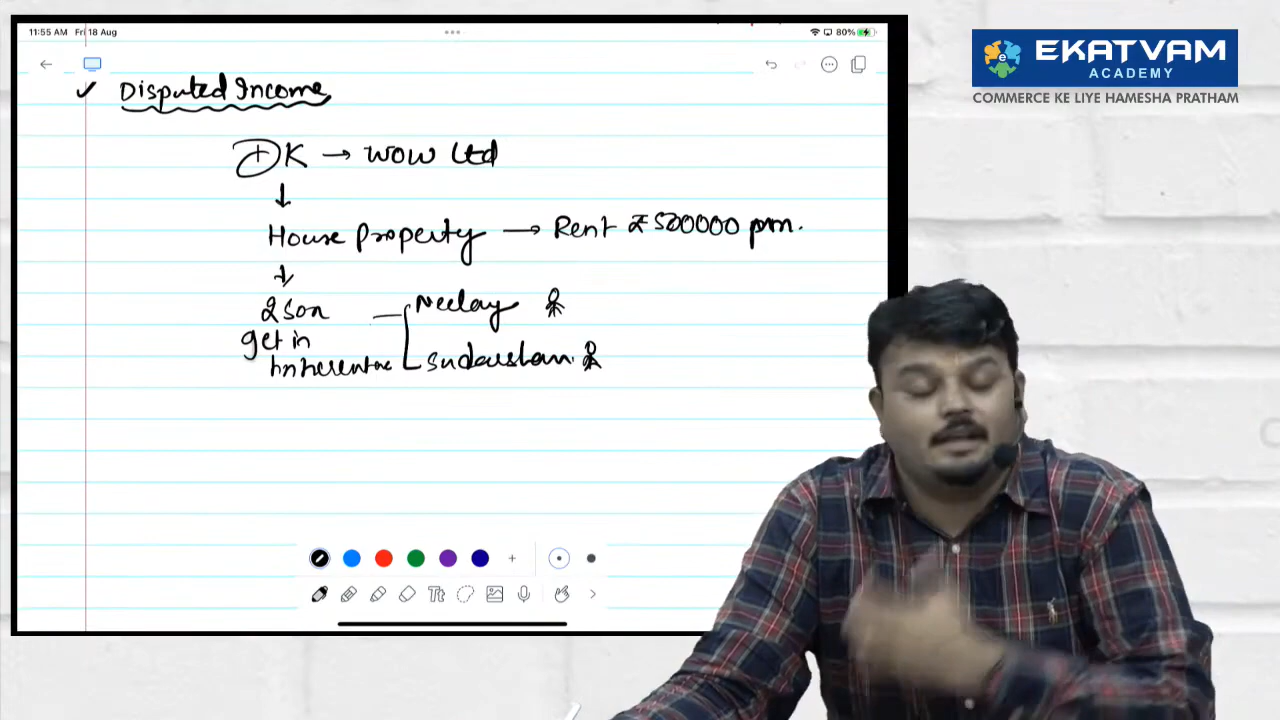 11:55 AM Fri 18 Aug
80%
✓ Disputed Income
DK → WOW Ltd
↓
House Property → Rent ₹ 500000 pm.
↓
2 son
Neelay
get in
Sudarshan
Tt
EKATVAM
ACADEMY
COMMERCE KE LIYE HAMESHA PRATHAM